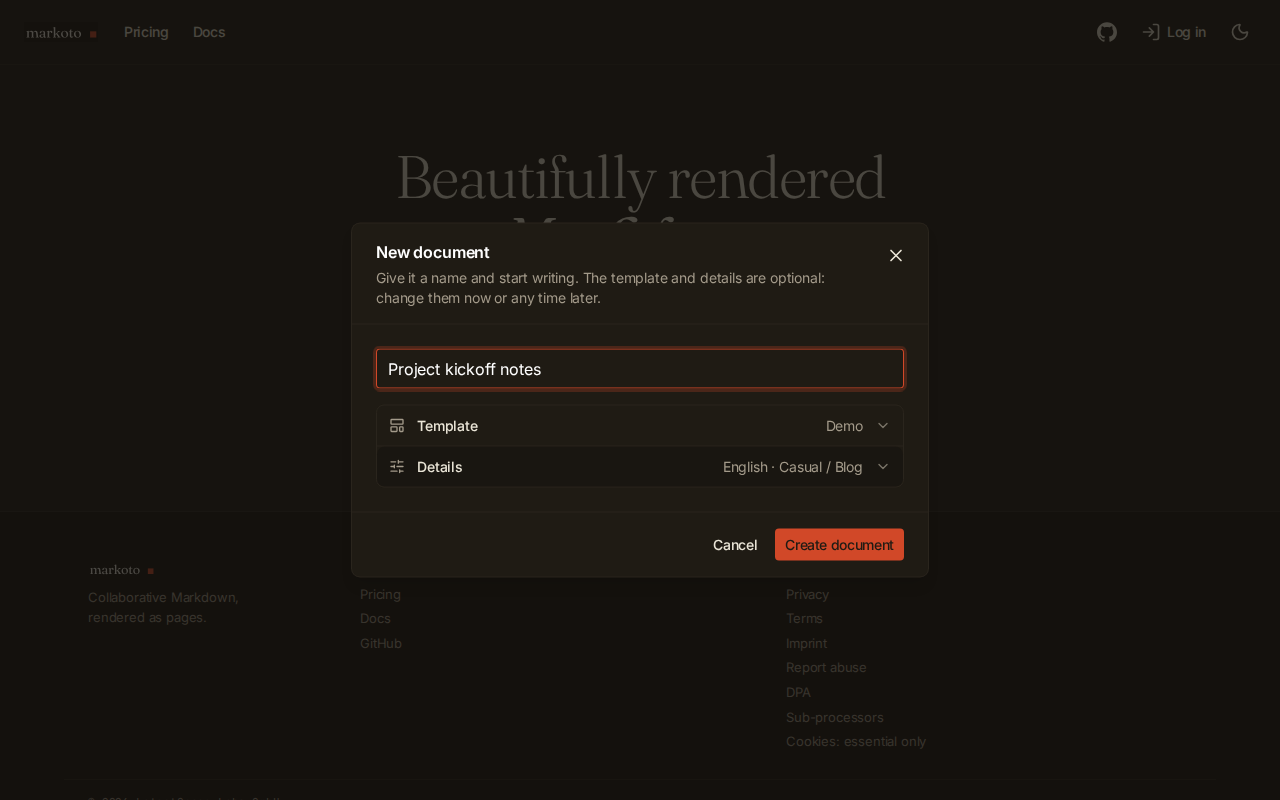 markoto
Pricing
Docs
Log in
Beautifully rendered
New document
Give it a name and start writing. The template and details are optional:
change them now or any time later.
Project kickoff notes
Template
Demo
Details
English · Casual / Blog
Cancel
Create document
markoto
Collaborative Markdown,
rendered as pages.
Pricing
Docs
GitHub
Privacy
Terms
Imprint
Report abuse
DPA
Sub-processors
Cookies: essential only